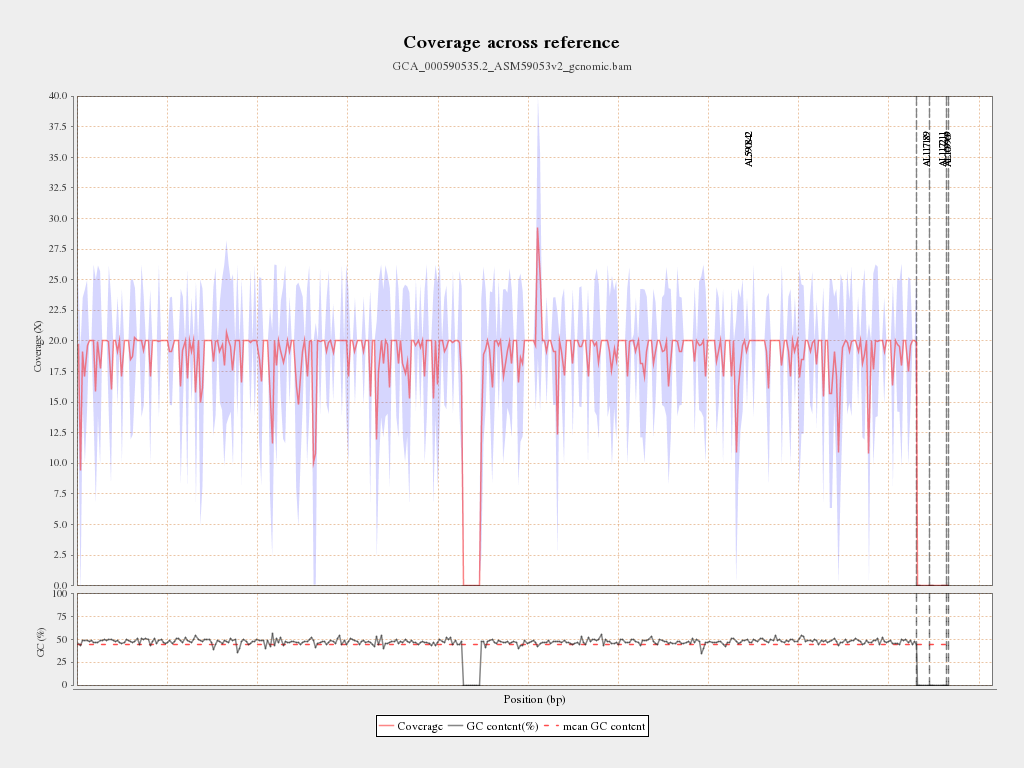 Coverage across reference
GCA_000590535.2_ASM59053v2_genomic.bam
40.0
37.5
35.0
32.5
30.0
27.5
25.0
22.5
20.0
17.5
15.0
12.5
10.0
7.5
5.0
2.5
0.0
Coverage (X)
AL590842
AL117189
AL117211
100
75
50
25
0
GC (%)
Position (bp)
Coverage
GC content(%)
mean GC content